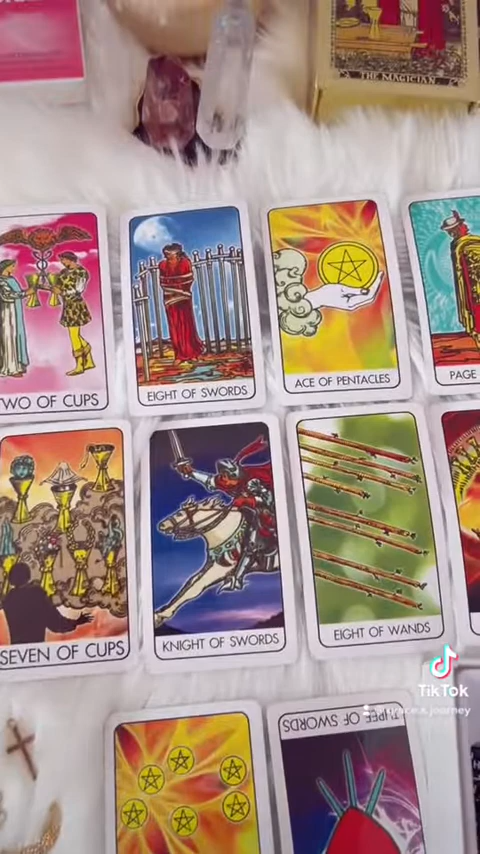 THE MAGICIAN
TWO OF CUPS
EIGHT OF SWORDS
ACE OF PENTACLES
PAGE
SEVEN OF CUPS
KNIGHT OF SWORDS
EIGHT OF WANDS
TikTok
THREE OF SWORDS